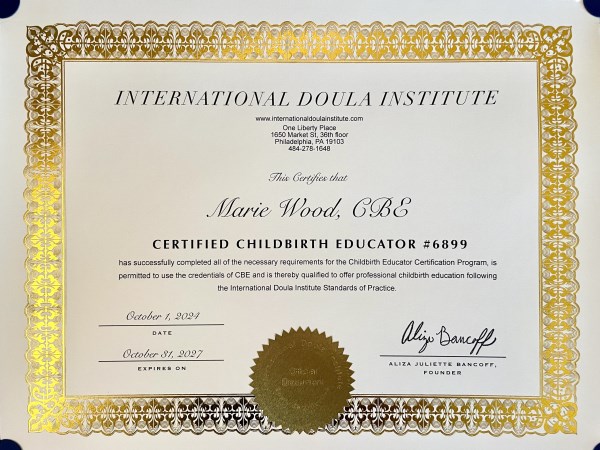 INTERNATIONAL DOULA INSTITUTE
www.internationaldoulainstitute.com
One Liberty Place
1650 Market St, 36th floor
Philadelphia, PA 19103
484-278-1648
This Certifies that
Marie Wood, CBE
CERTIFIED CHILDBIRTH EDUCATOR #6899
has successfully completed all of the necessary requirements for the Childbirth Educator Certification Program, is
permitted to use the credentials of CBE and is thereby qualified to offer professional childbirth education following
the International Doula Institute Standards of Practice.
October 1, 2024
DATE
October 31, 2027
EXPIRES ON
Aliza Bancoff
ALIZA JULIETTE BANCOFF,
FOUNDER